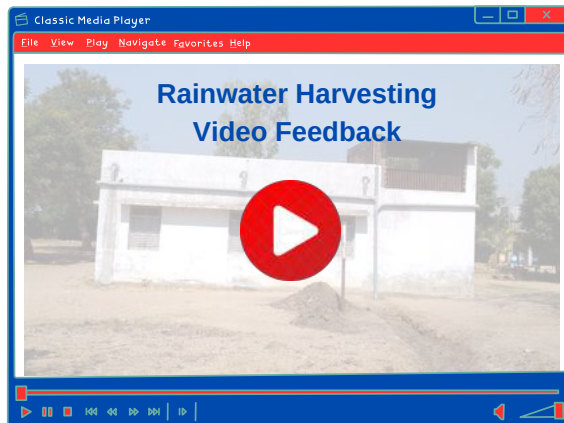 Classic Media Player
File View Play Navigate Favorites Help
Rainwater Harvesting
Video Feedback